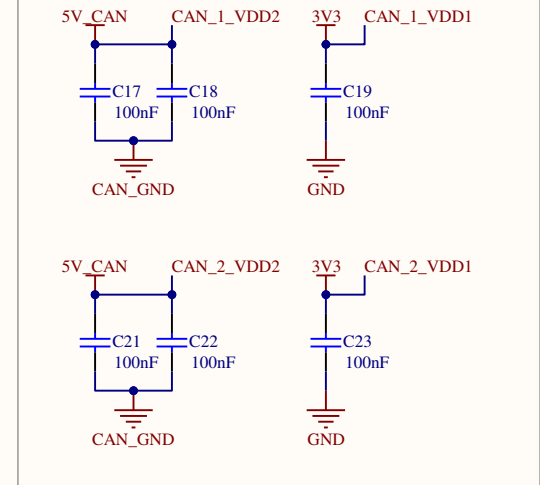 5V_CAN CAN_1_VDD2 3V3 CAN_1_VDD1
C17 C18 C19
100nF 100nF 100nF
CAN_GND GND
5V_CAN CAN_2_VDD2 3V3 CAN_2_VDD1
C21 C22 C23
100nF 100nF 100nF
CAN_GND GND